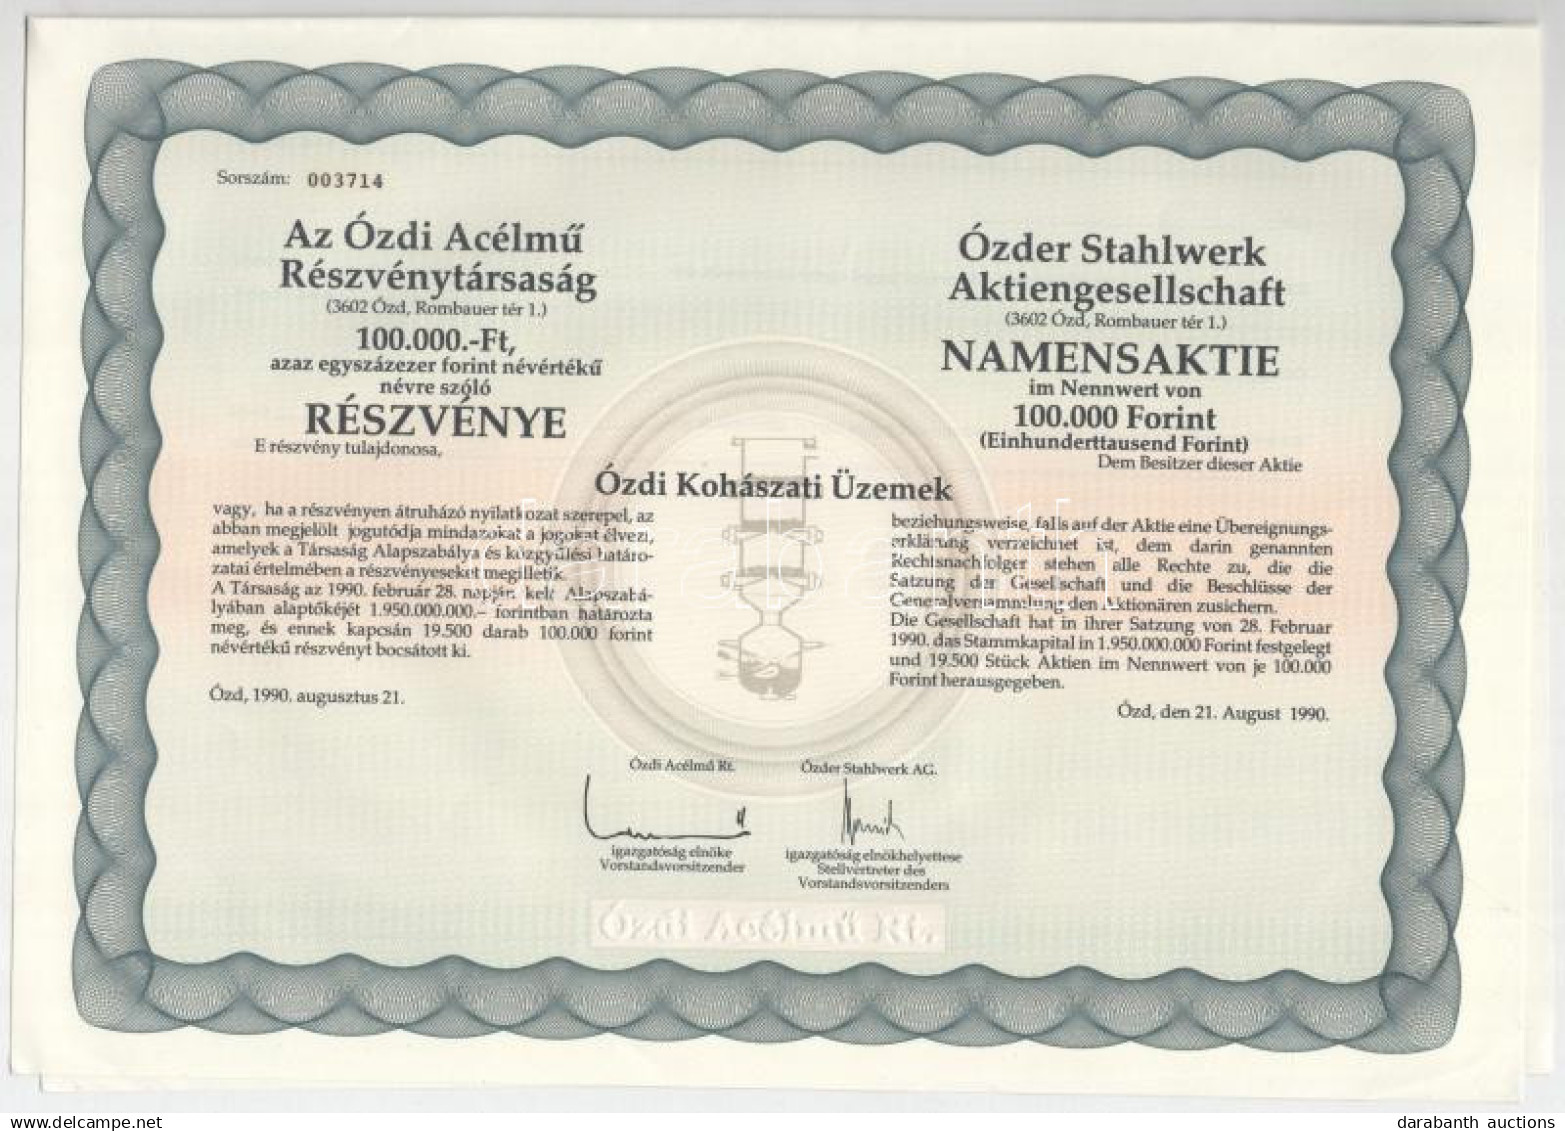 Sorszám: 003714
Az Ózdi Acélmű
Részvénytársaság
(3602 Ózd, Rombauer tér 1.)
100.000.-Ft,
azaz egyszázezer forint névértékű
névre szóló
RÉSZVÉNYE
E részvény tulajdonosa,
Ózder Stahlwerk
Aktiengesellschaft
(3602 Ózd, Rombauer tér 1.)
NAMENSAKTIE
im Nennwert von
100.000 Forint
(Einhunderttausend Forint)
Dem Besitzer dieser Aktie
Ózdi Kohászati Üzemek
vagy, ha a részvényen átruházó nyilatkozat szerepel, az
abban megjelölt jogutódja mindazokat a jogokat élvezi,
amelyek a Társaság Alapszabálya és közgyűlési határo-
zatai értelmében a részvényeseket megilletik.
A Társaság az 1990. február 28. napján kelt Alapszabá-
lyában alaptőkéjét 1.950.000.000.– forintban határozta
meg, és ennek kapcsán 19.500 darab 100.000 forint
névértékű részvényt bocsátott ki.
Ózd, 1990. augusztus 21.
beziehungsweise, falls auf der Aktie eine Übereignungs-
erklärung verzeichnet ist, dem darin genannten
Rechtsnachfolger stehen alle Rechte zu, die die
Satzung der Gesellschaft und die Beschlüsse der
Generalversammlung den Aktionären zusichern.
Die Gesellschaft hat in ihrer Satzung von 28. Februar
1990. das Stammkapital in 1.950.000.000 Forint festgelegt
und 19.500 Stück Aktien im Nennwert von je 100.000
Forint herausgegeben.
Ózd, den 21. August 1990.
Ózdi Acélmű Rt.
igazgatóság elnöke
Vorstandsvorsitzender
Ózder Stahlwerk AG.
igazgatóság elnökhelyettese
Stellvertreter des
Vorstandsvorsitzenders
Ózdi Acélmű Rt.
darabanth auctions